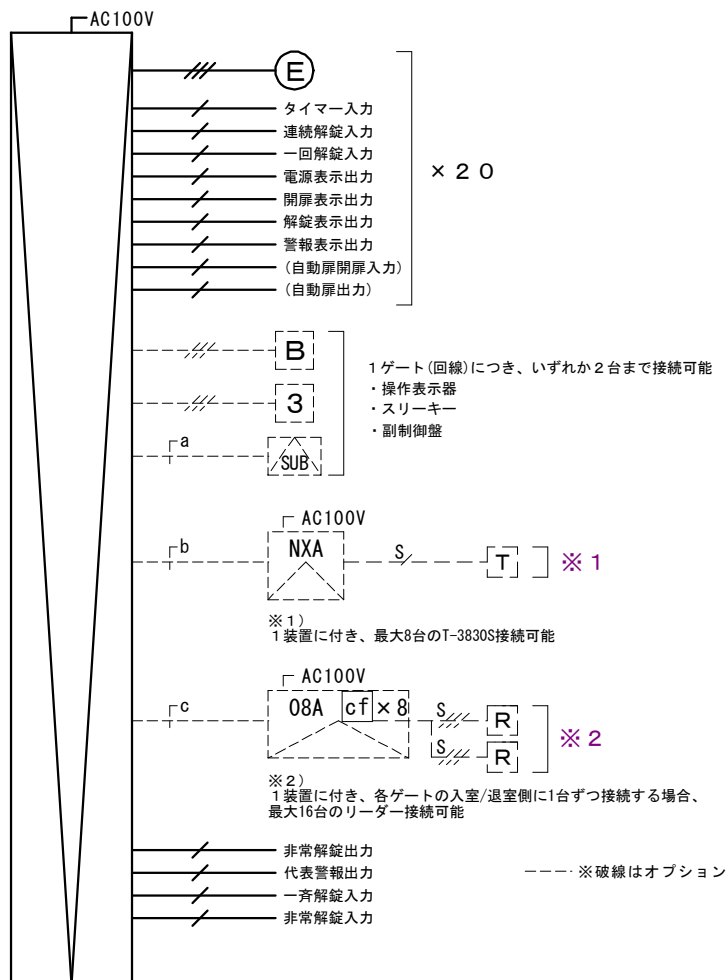 AC100V
E
タイマー入力
連続解錠入力
一回解錠入力
電源表示出力
開扉表示出力
解錠表示出力
警報表示出力
(自動扉開扉入力)
(自動扉出力)
×２０
B
3
a
SUB
１ゲート(回線)につき、いずれか２台まで接続可能
・操作表示器
・スリーキー
・副制御盤
AC100V
b
NXA
S
T
※１
※１)
１装置に付き、最大8台のT-3830S接続可能
AC100V
c
08A
cf
×8
S
R
S
R
※２
※２)
１装置に付き、各ゲートの入室/退室側に1台ずつ接続する場合、
最大16台のリーダー接続可能
非常解錠出力
代表警報出力
一斉解錠入力
非常解錠入力
※破線はオプション